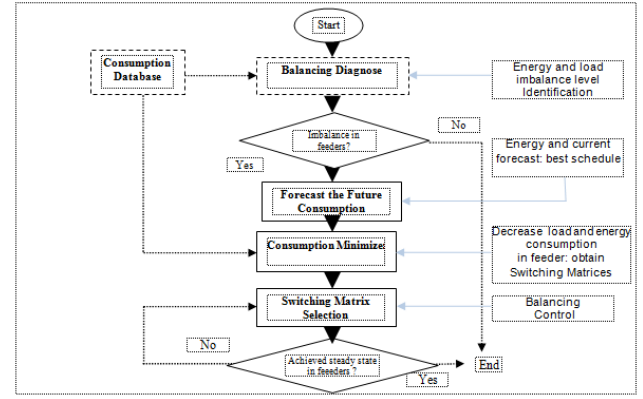 Start
Consumption
Database
Balancing Diagnose
Energy and load
imbalance level
Identification
Imbalance in
feeders?
No
Yes
Energy and current
forecast: best schedule
Forecast the Future
Consumption
Consumption Minimize
Decrease load and energy
consumption
in feeder: obtain
Switching Matrices
Switching Matrix
Selection
Balancing
Control
No
Achieved steady state
in feeeders ?
Yes
End